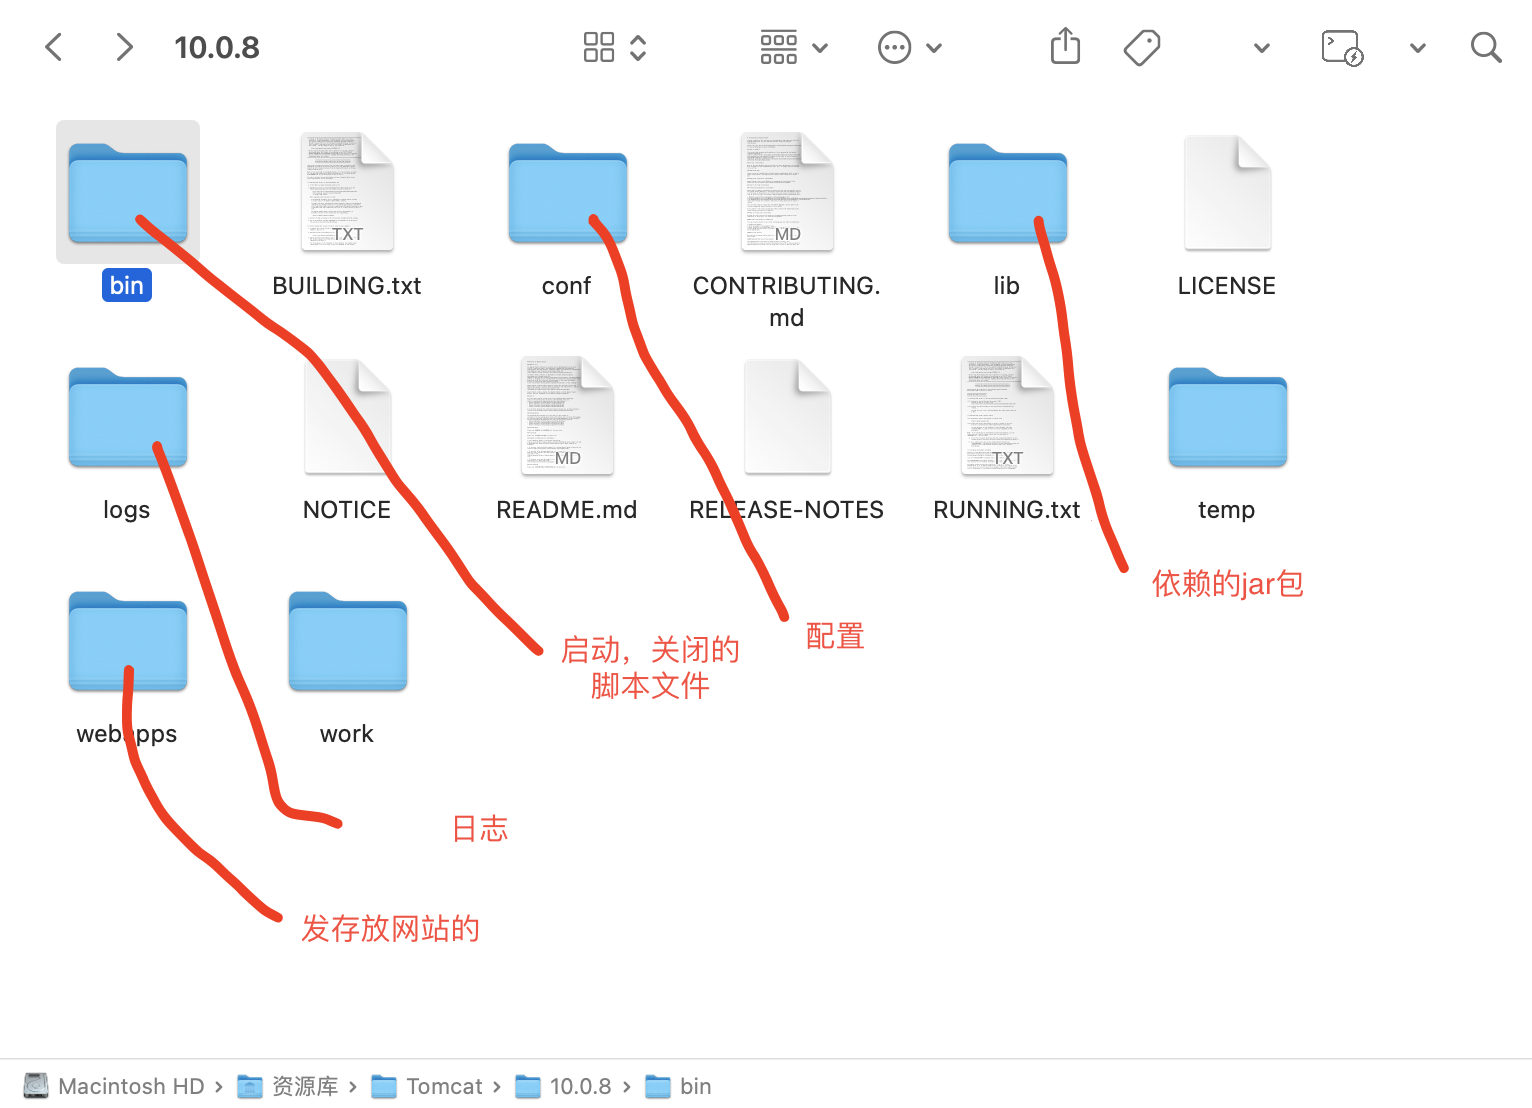 10.0.8
TXT
MD
bin
BUILDING.txt
conf
CONTRIBUTING.
md
lib
LICENSE
MD
TXT
logs
NOTICE
README.md
RELEASE-NOTES
RUNNING.txt
temp
依赖的jar包
配置
启动，关闭的
脚本文件
webapps
work
日志
发存放网站的
Macintosh HD › 资源库 › Tomcat › 10.0.8 › bin